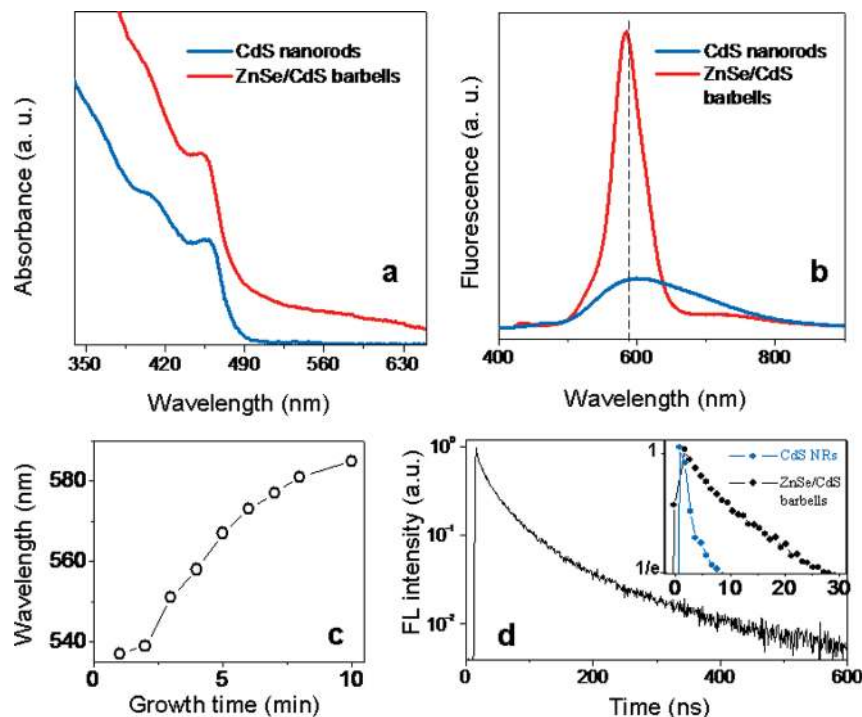 CdS nanorods
ZnSe/CdS barbells
Absorbance (a. u.)
a
350 420 490 560 630
Wavelength (nm)
CdS nanorods
ZnSe/CdS
barbells
Fluorescence (a. u.)
b
400 600 800
Wavelength (nm)
Wavelength (nm)
580
560
540
c
0 5 10
Growth time (min)
FL intensity (a.u.)
10⁰
10⁻¹
10⁻²
d
1
1/e
CdS NRs
ZnSe/CdS
barbells
0 10 20 30
0 200 400 600
Time (ns)